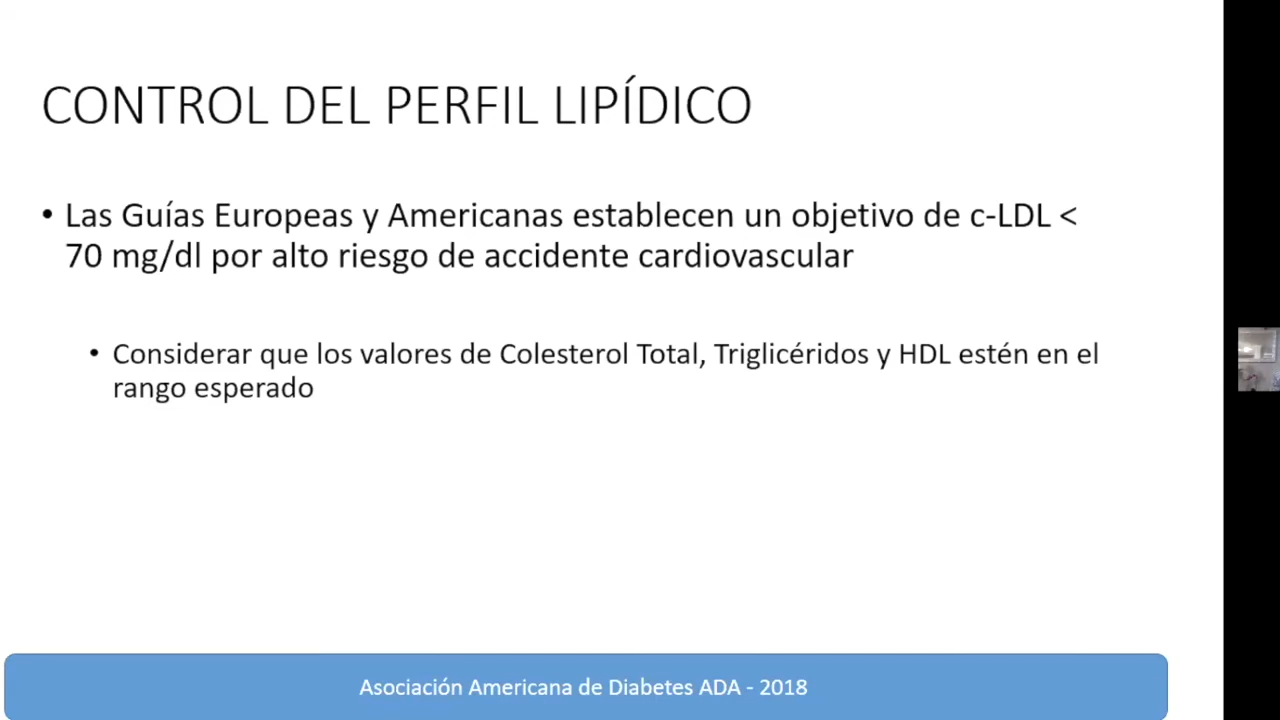 CONTROL DEL PERFIL LIPÍDICO
• Las Guías Europeas y Americanas establecen un objetivo de c-LDL <
70 mg/dl por alto riesgo de accidente cardiovascular
• Considerar que los valores de Colesterol Total, Triglicéridos y HDL estén en el
rango esperado
Asociación Americana de Diabetes ADA - 2018